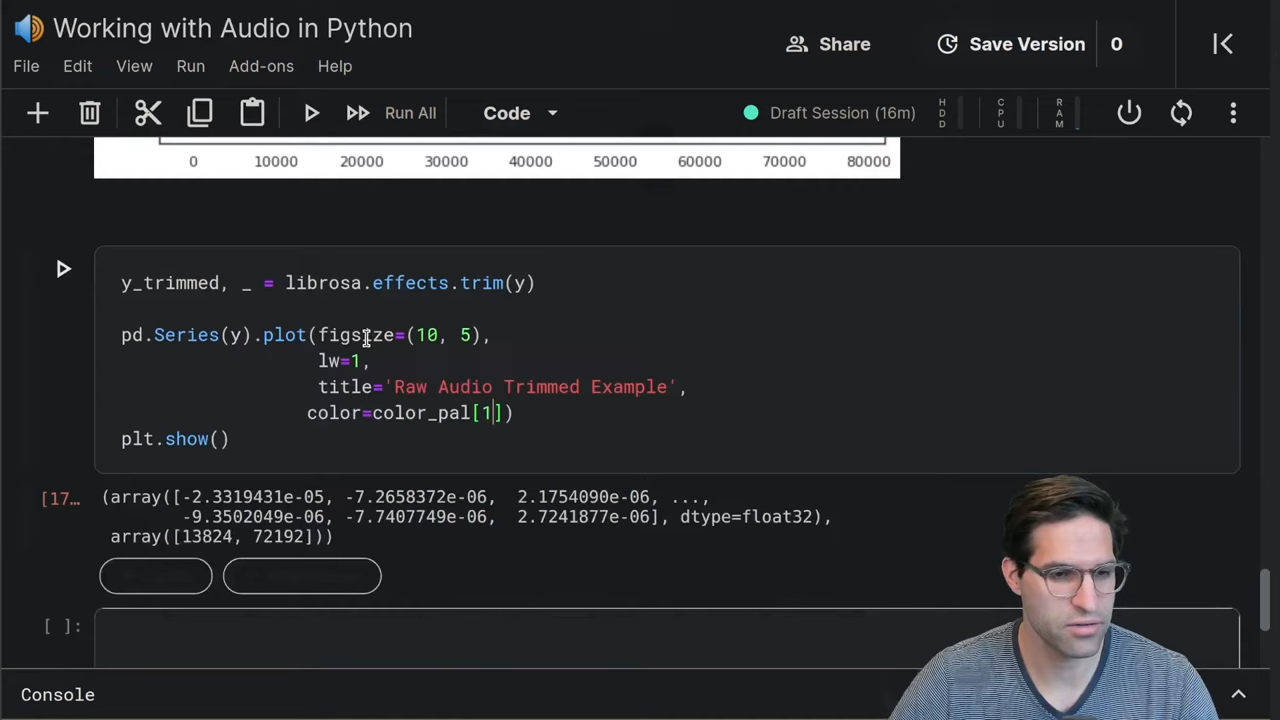 Working with Audio in Python
Share
Save Version
0
File Edit View Run Add-ons Help
Run All
Code
Draft Session (16m)
HDD
CPU
RAM
0 10000 20000 30000 40000 50000 60000 70000 80000
y_trimmed, _ = librosa.effects.trim(y)
pd.Series(y).plot(figsize=(10, 5),
lw=1,
title='Raw Audio Trimmed Example',
color=color_pal[1])
plt.show()
[17… (array([-2.3319431e-05, -7.2658372e-06, 2.1754090e-06, ...,
-9.3502049e-06, -7.7407749e-06, 2.7241877e-06], dtype=float32),
array([13824, 72192]))
[ ]:
Console